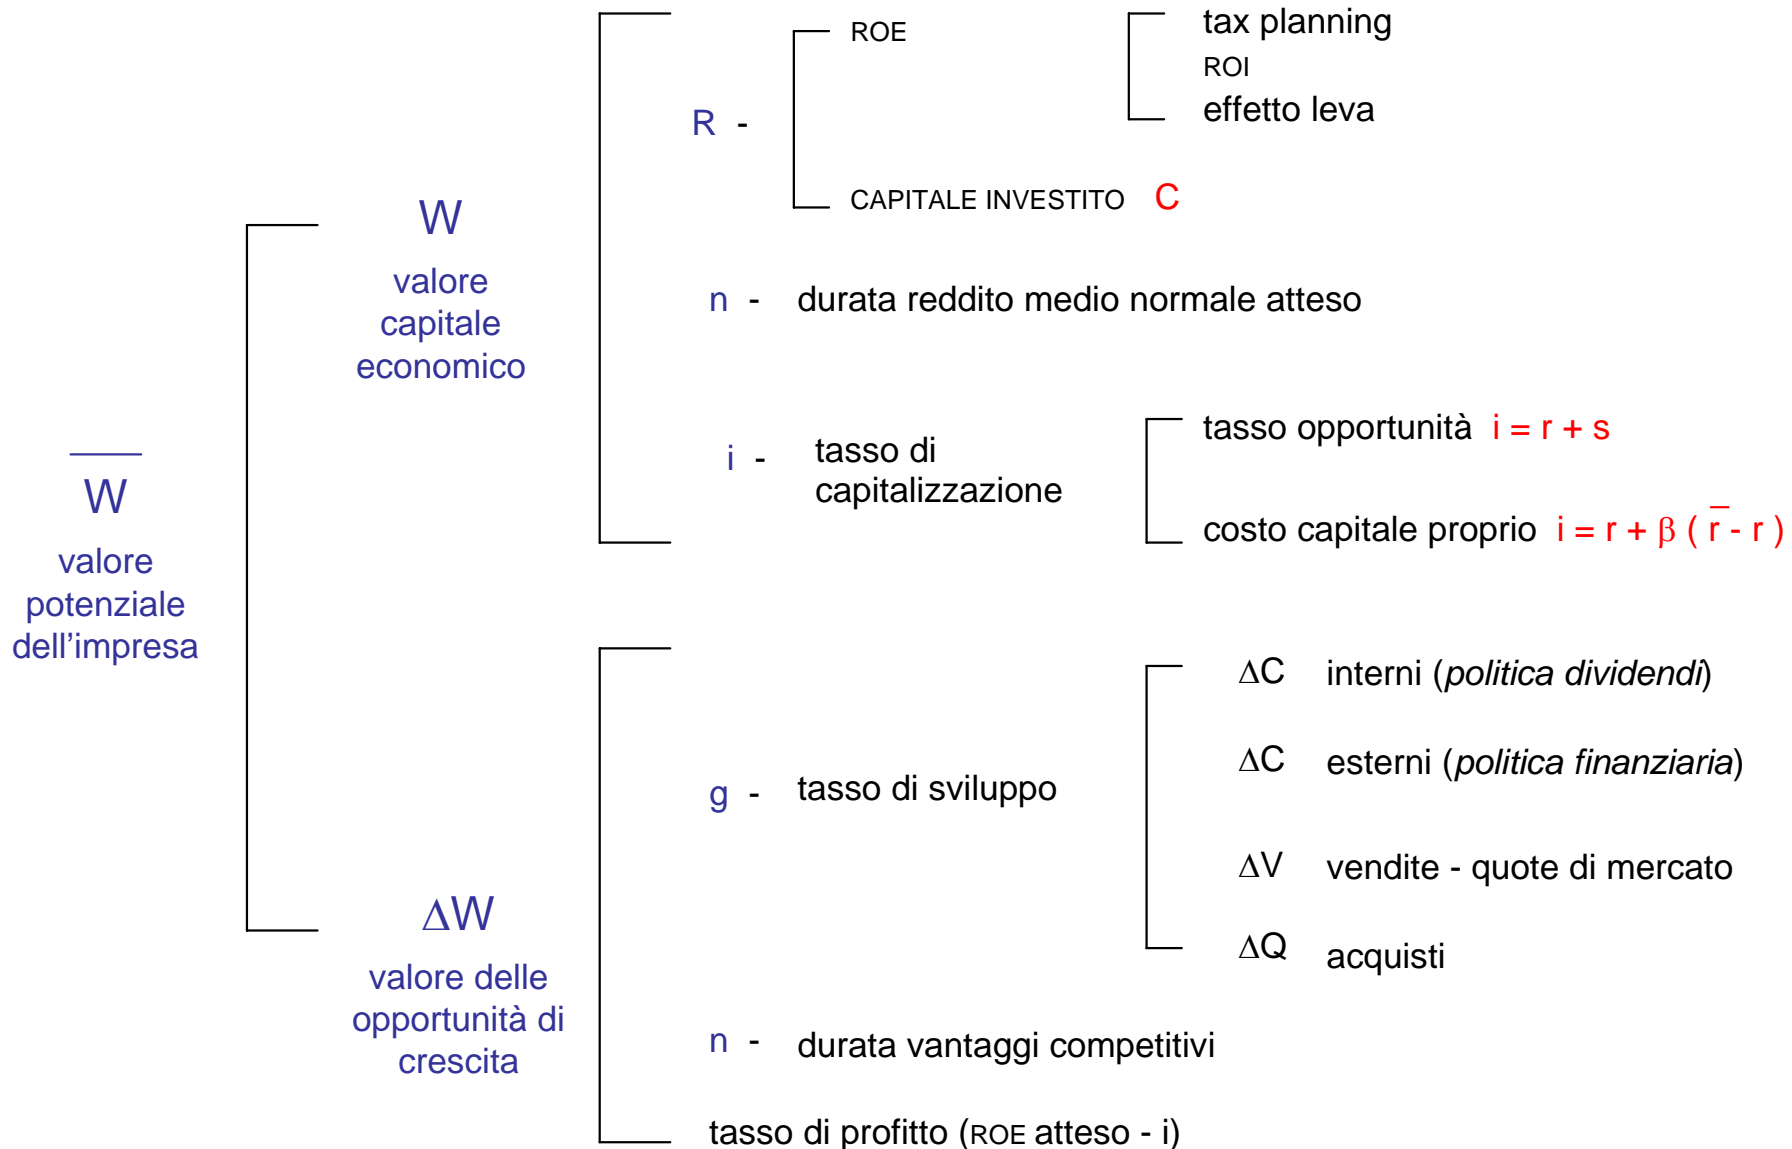 W̅
valore
potenziale
dell’impresa
W
valore
capitale
economico
R -
ROE
tax planning
ROI
effetto leva
CAPITALE INVESTITO C
n - durata reddito medio normale atteso
i - tasso di
capitalizzazione
tasso opportunità i = r + s
costo capitale proprio i = r + β ( r̅ - r )
ΔW
valore delle
opportunità di
crescita
g - tasso di sviluppo
ΔC interni (politica dividendi)
ΔC esterni (politica finanziaria)
ΔV vendite - quote di mercato
ΔQ acquisti
n - durata vantaggi competitivi
tasso di profitto (ROE atteso - i)